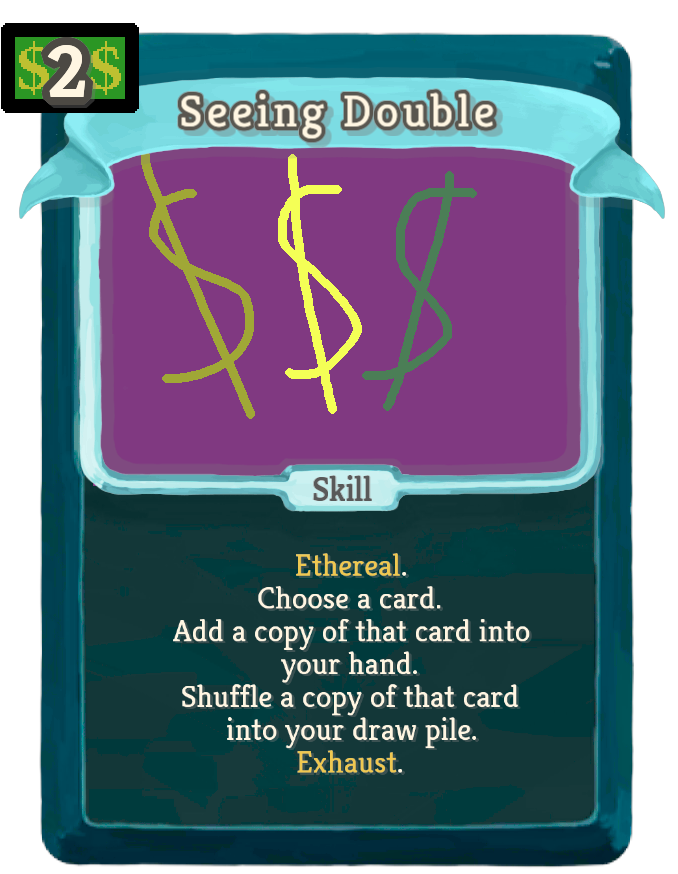 $2$
Seeing Double
$ $ $
Skill
Ethereal.
Choose a card.
Add a copy of that card into
your hand.
Shuffle a copy of that card
into your draw pile.
Exhaust.